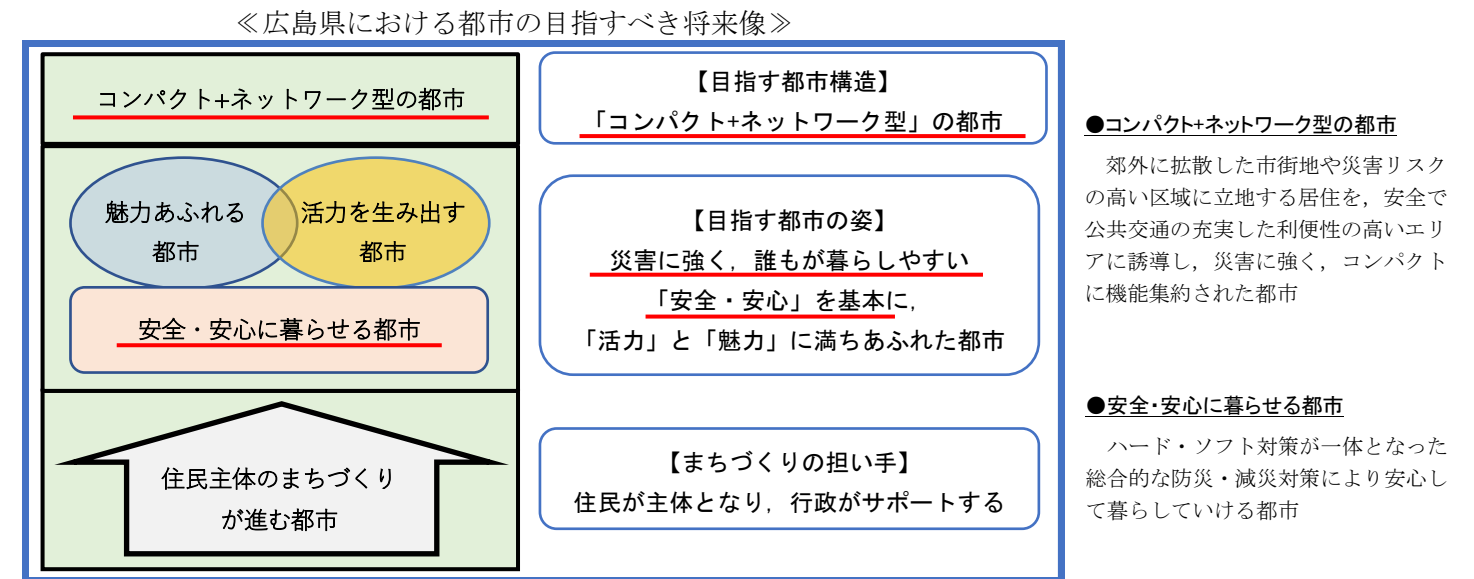 ≪広島県における都市の目指すべき将来像≫
コンパクト+ネットワーク型の都市
魅力あふれる
都市
活力を生み出す
都市
安全・安心に暮らせる都市
住民主体のまちづくり
が進む都市
【目指す都市構造】
「コンパクト+ネットワーク型」の都市
【目指す都市の姿】
災害に強く，誰もが暮らしやすい
「安全・安心」を基本に，
「活力」と「魅力」に満ちあふれた都市
【まちづくりの担い手】
住民が主体となり，行政がサポートする
●コンパクト+ネットワーク型の都市
郊外に拡散した市街地や災害リスク
の高い区域に立地する居住を，安全で
公共交通の充実した利便性の高いエリ
アに誘導し，災害に強く，コンパクト
に機能集約された都市
●安全・安心に暮らせる都市
ハード・ソフト対策が一体となった
総合的な防災・減災対策により安心し
て暮らしていける都市